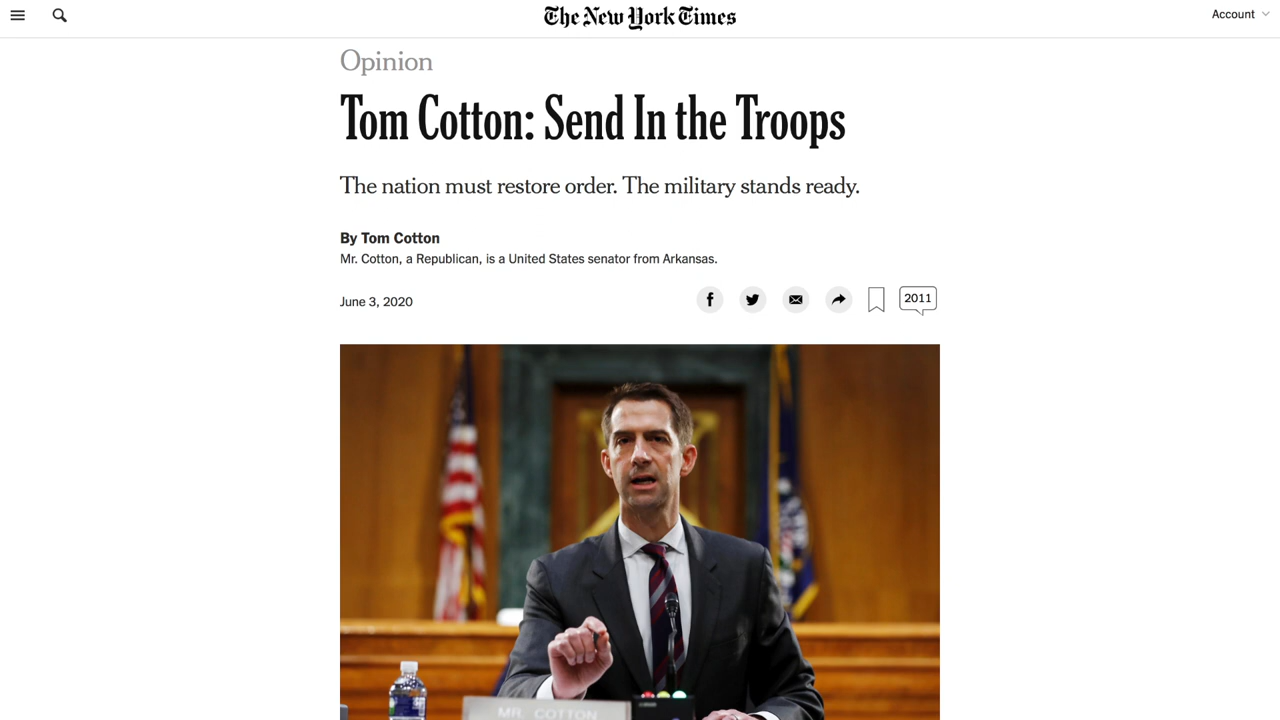 The New York Times
Account
Opinion
Tom Cotton: Send In the Troops
The nation must restore order. The military stands ready.
By Tom Cotton
Mr. Cotton, a Republican, is a United States senator from Arkansas.
June 3, 2020
2011
MR. COTTON